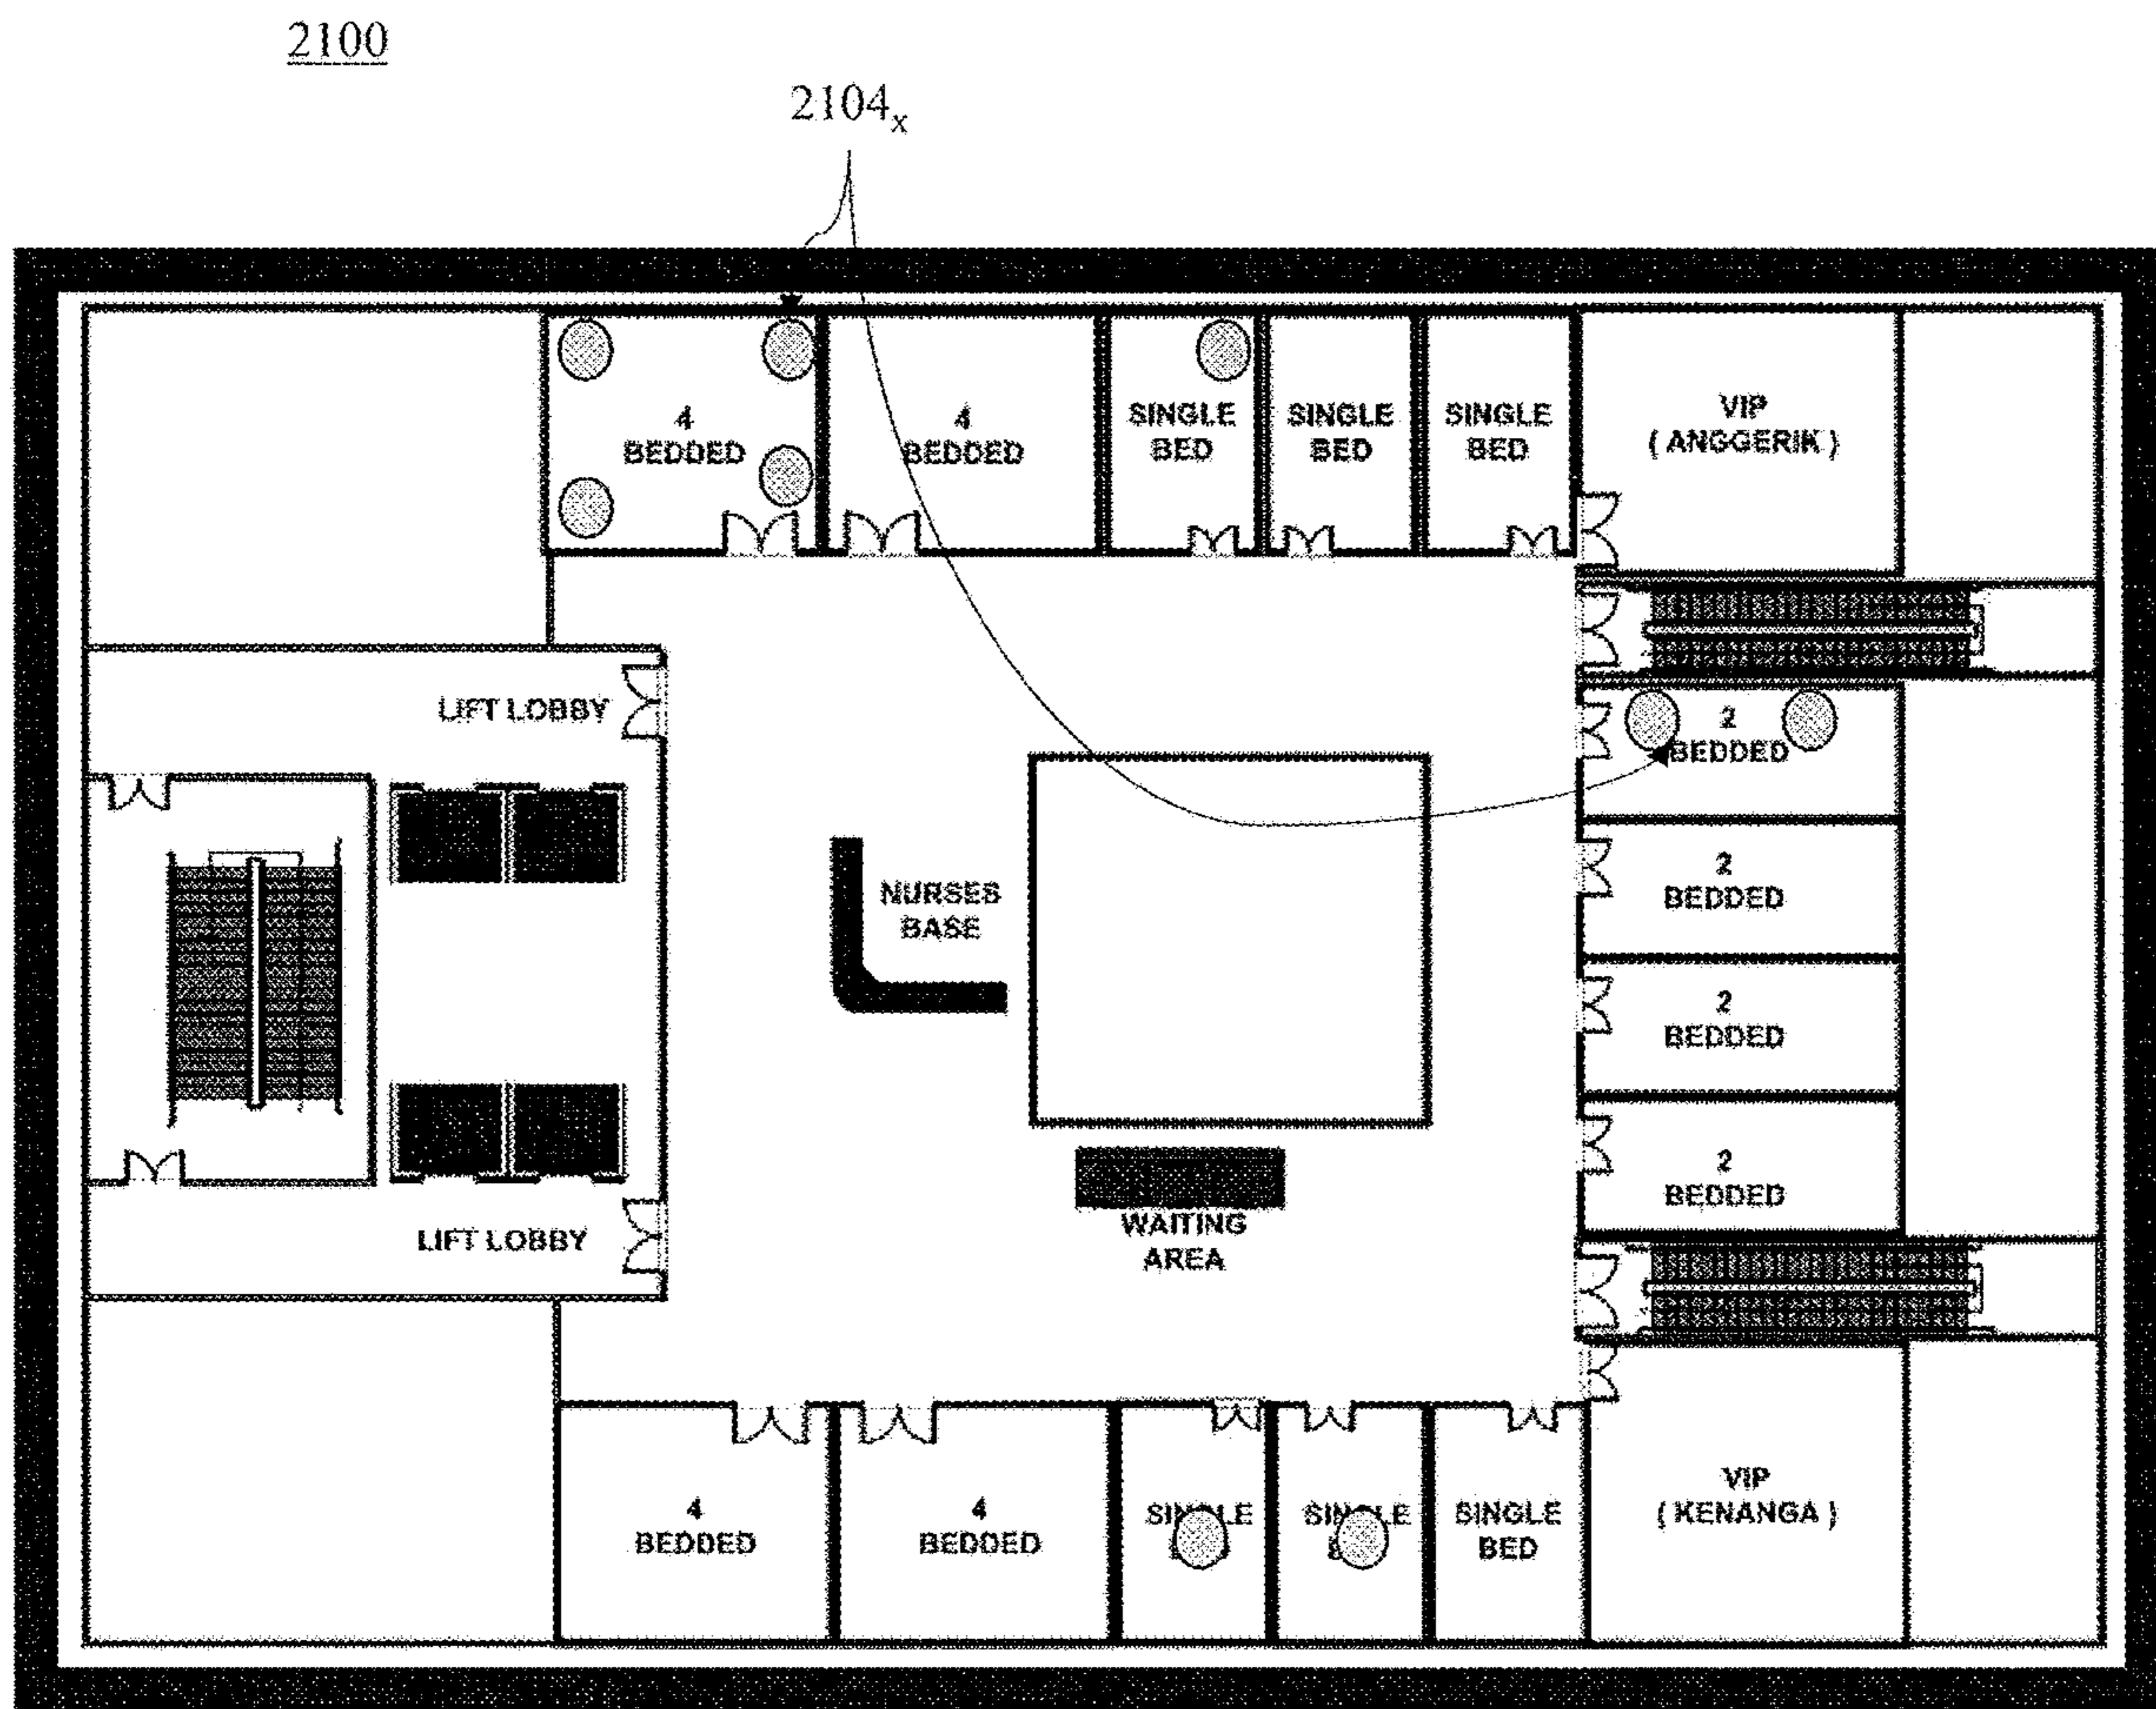 2100
2104x
4
BEDDED
4
BEDDED
SINGLE
BED
SINGLE
BED
SINGLE
BED
VIP
( ANGGERIK )
LIFT LOBBY
2
BEDDED
2
BEDDED
NURSES
BASE
2
BEDDED
2
BEDDED
WAITING
AREA
LIFT LOBBY
4
BEDDED
4
BEDDED
SINGLE
SINGLE
SINGLE
BED
VIP
( KENANGA )